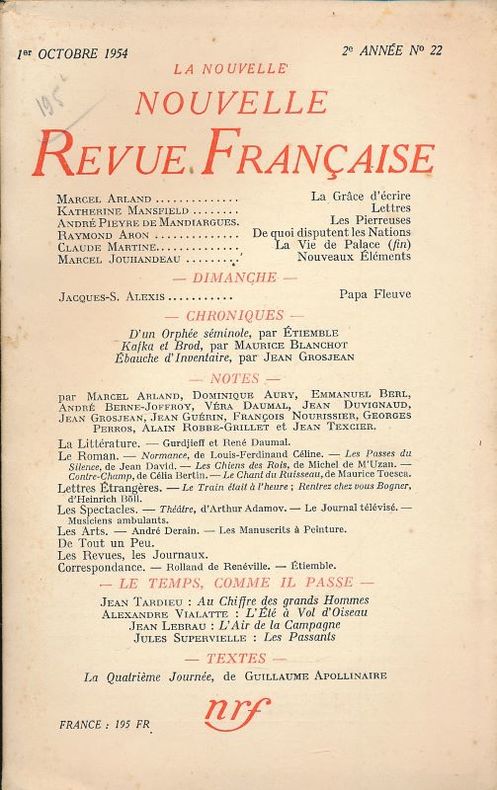 1er OCTOBRE 1954 2e ANNÉE No 22
LA NOUVELLE
NOUVELLE
REVUE FRANÇAISE
195
MARCEL ARLAND .............. La Grâce d'écrire
KATHERINE MANSFIELD ........ Lettres
ANDRÉ PIEYRE DE MANDIARGUES. Les Pierreuses
RAYMOND ARON ............... De quoi disputent les Nations
CLAUDE MARTINE.............. La Vie de Palace (fin)
MARCEL JOUHANDEAU ......... Nouveaux Éléments
— DIMANCHE —
JACQUES-S. ALEXIS ........... Papa Fleuve
— CHRONIQUES —
D'un Orphée séminole, par ÉTIEMBLE
Kafka et Brod, par MAURICE BLANCHOT
Ébauche d'Inventaire, par JEAN GROSJEAN
— NOTES —
par MARCEL ARLAND, DOMINIQUE AURY, EMMANUEL BERL,
ANDRÉ BERNE-JOFFROY, VÉRA DAUMAL, JEAN DUVIGNAUD,
JEAN GROSJEAN, JEAN GUÉRIN, FRANÇOIS NOURISSIER, GEORGES
PERROS, ALAIN ROBBE-GRILLET et JEAN TEXCIER.
La Littérature. — Gurdjieff et René Daumal.
Le Roman. — Normance, de Louis-Ferdinand Céline. — Les Passes du
Silence, de Jean David. — Les Chiens des Rois, de Michel de M'Uzan. —
Contre-Champ, de Célia Bertin. — Le Chant du Ruisseau, de Maurice Toesca.
Lettres Étrangères. — Le Train était à l'heure ; Rentrez chez vous Bogner,
d'Heinrich Böll.
Les Spectacles. — Théâtre, d'Arthur Adamov. — Le Journal télévisé. —
Musiciens ambulants.
Les Arts. — André Derain. — Les Manuscrits à Peinture.
De Tout un Peu.
Les Revues, les Journaux.
Correspondance. — Rolland de Renéville. — Étiemble.
— LE TEMPS, COMME IL PASSE —
JEAN TARDIEU : Au Chiffre des grands Hommes
ALEXANDRE VIALATTE : L'Été à Vol d'Oiseau
JEAN LEBRAU : L'Air de la Campagne
JULES SUPERVIELLE : Les Passants
— TEXTES —
La Quatrième Journée, de GUILLAUME APOLLINAIRE
nrf
FRANCE : 195 FR